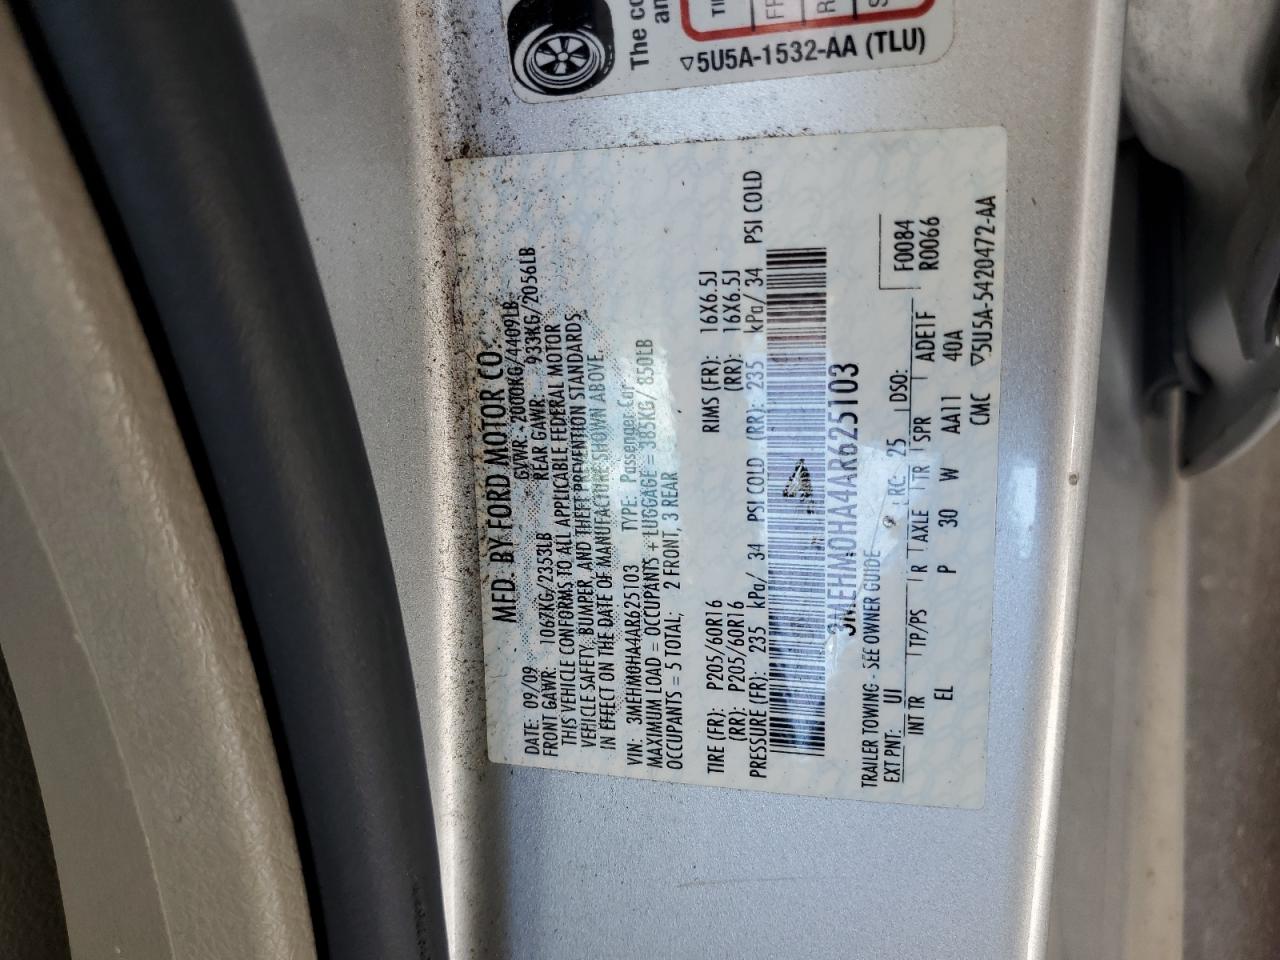 MFD. BY FORD MOTOR CO.
DATE: 09/09 GVWR: 2000KG/4409LB
FRONT GAWR: 1067KG/2353LB REAR GAWR: 933KG/2056LB
THIS VEHICLE CONFORMS TO ALL APPLICABLE FEDERAL MOTOR
VEHICLE SAFETY, BUMPER, AND THEFT PREVENTION STANDARDS
IN EFFECT ON THE DATE OF MANUFACTURE SHOWN ABOVE.
VIN: 3MEHM0HA4AR625103 TYPE: Passenger Car
MAXIMUM LOAD = OCCUPANTS + LUGGAGE = 385KG/ 850LB
OCCUPANTS = 5 TOTAL; 2 FRONT, 3 REAR
TIRE (FR): P205/60R16 RIMS (FR): 16X6.5J
(RR): P205/60R16 (RR): 16X6.5J
PRESSURE (FR): 235 kPa/ 34 PSI COLD (RR): 235 kPa/ 34 PSI COLD
3MEHM0HA4AR625103
TRAILER TOWING - SEE OWNER GUIDE
EXT PNT: UI RC: 25 DSO: F0084
INT TR TP/PS R AXLE TR SPR ADE1F R0066
EL P 30 W AA11 40A
CMC ▽5U5A-5420472-AA
The co
an
▽5U5A-1532-AA (TLU)